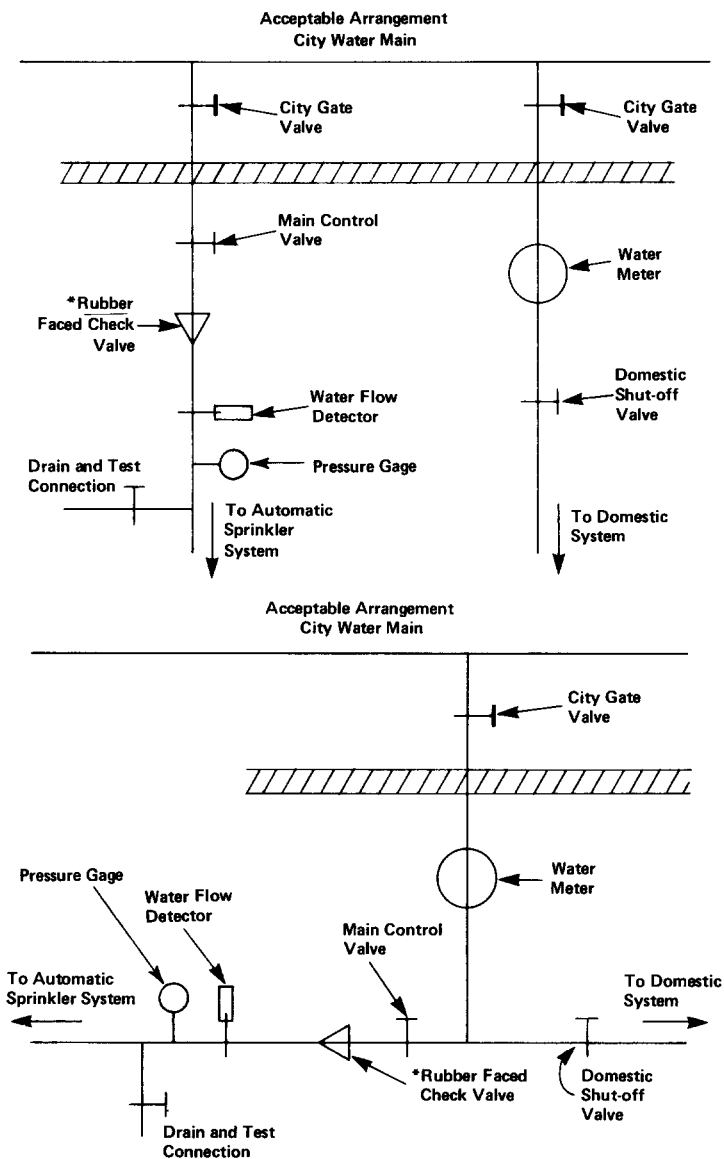 Acceptable Arrangement
City Water Main
City Gate
Valve
City Gate
Valve
Main Control
Valve
Water
Meter
*Rubber
Faced Check
Valve
Domestic
Shut-off
Valve
Water Flow
Detector
Drain and Test
Connection
Pressure Gage
To Automatic
Sprinkler
System
To Domestic
System
Acceptable Arrangement
City Water Main
City Gate
Valve
Pressure Gage
Water Flow
Detector
Water
Meter
Main Control
Valve
To Automatic
Sprinkler System
To Domestic
System
*Rubber Faced
Check Valve
Domestic
Shut-off
Valve
Drain and Test
Connection